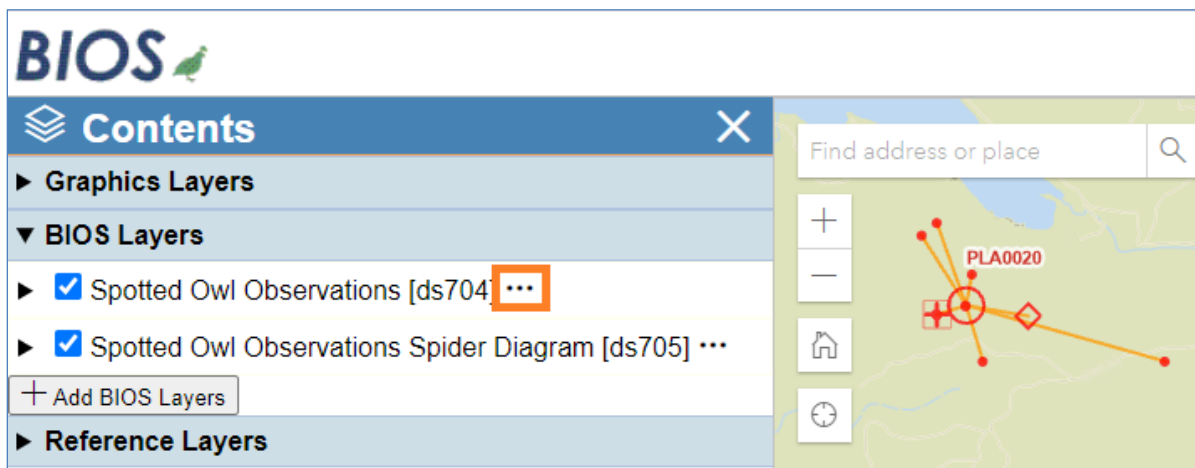 BIOS
Contents
Graphics Layers
BIOS Layers
Spotted Owl Observations [ds704]
Spotted Owl Observations Spider Diagram [ds705]
Add BIOS Layers
Reference Layers
Find address or place
PLA0020